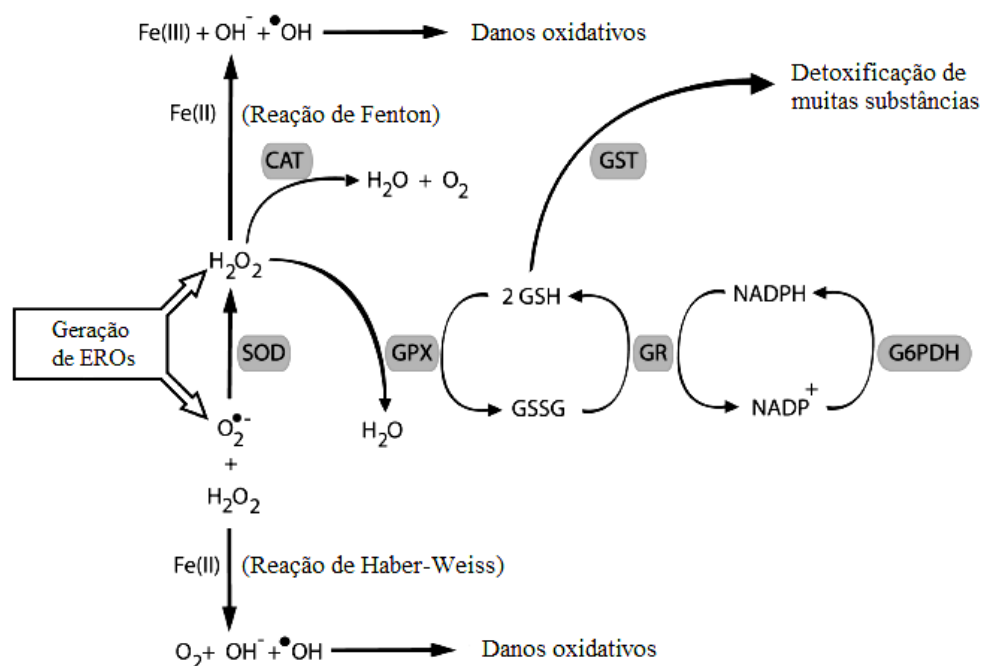 Fe(III) + OH⁻ + •OH
Danos oxidativos
Detoxificação de
muitas substâncias
Fe(II)
(Reação de Fenton)
CAT
GST
H₂O + O₂
H₂O₂
2 GSH
NADPH
Geração
de EROs
SOD
GPX
GR
G6PDH
GSSG
NADP⁺
O₂•⁻
H₂O
+
H₂O₂
Fe(II)
(Reação de Haber-Weiss)
O₂ + OH⁻ + •OH
Danos oxidativos